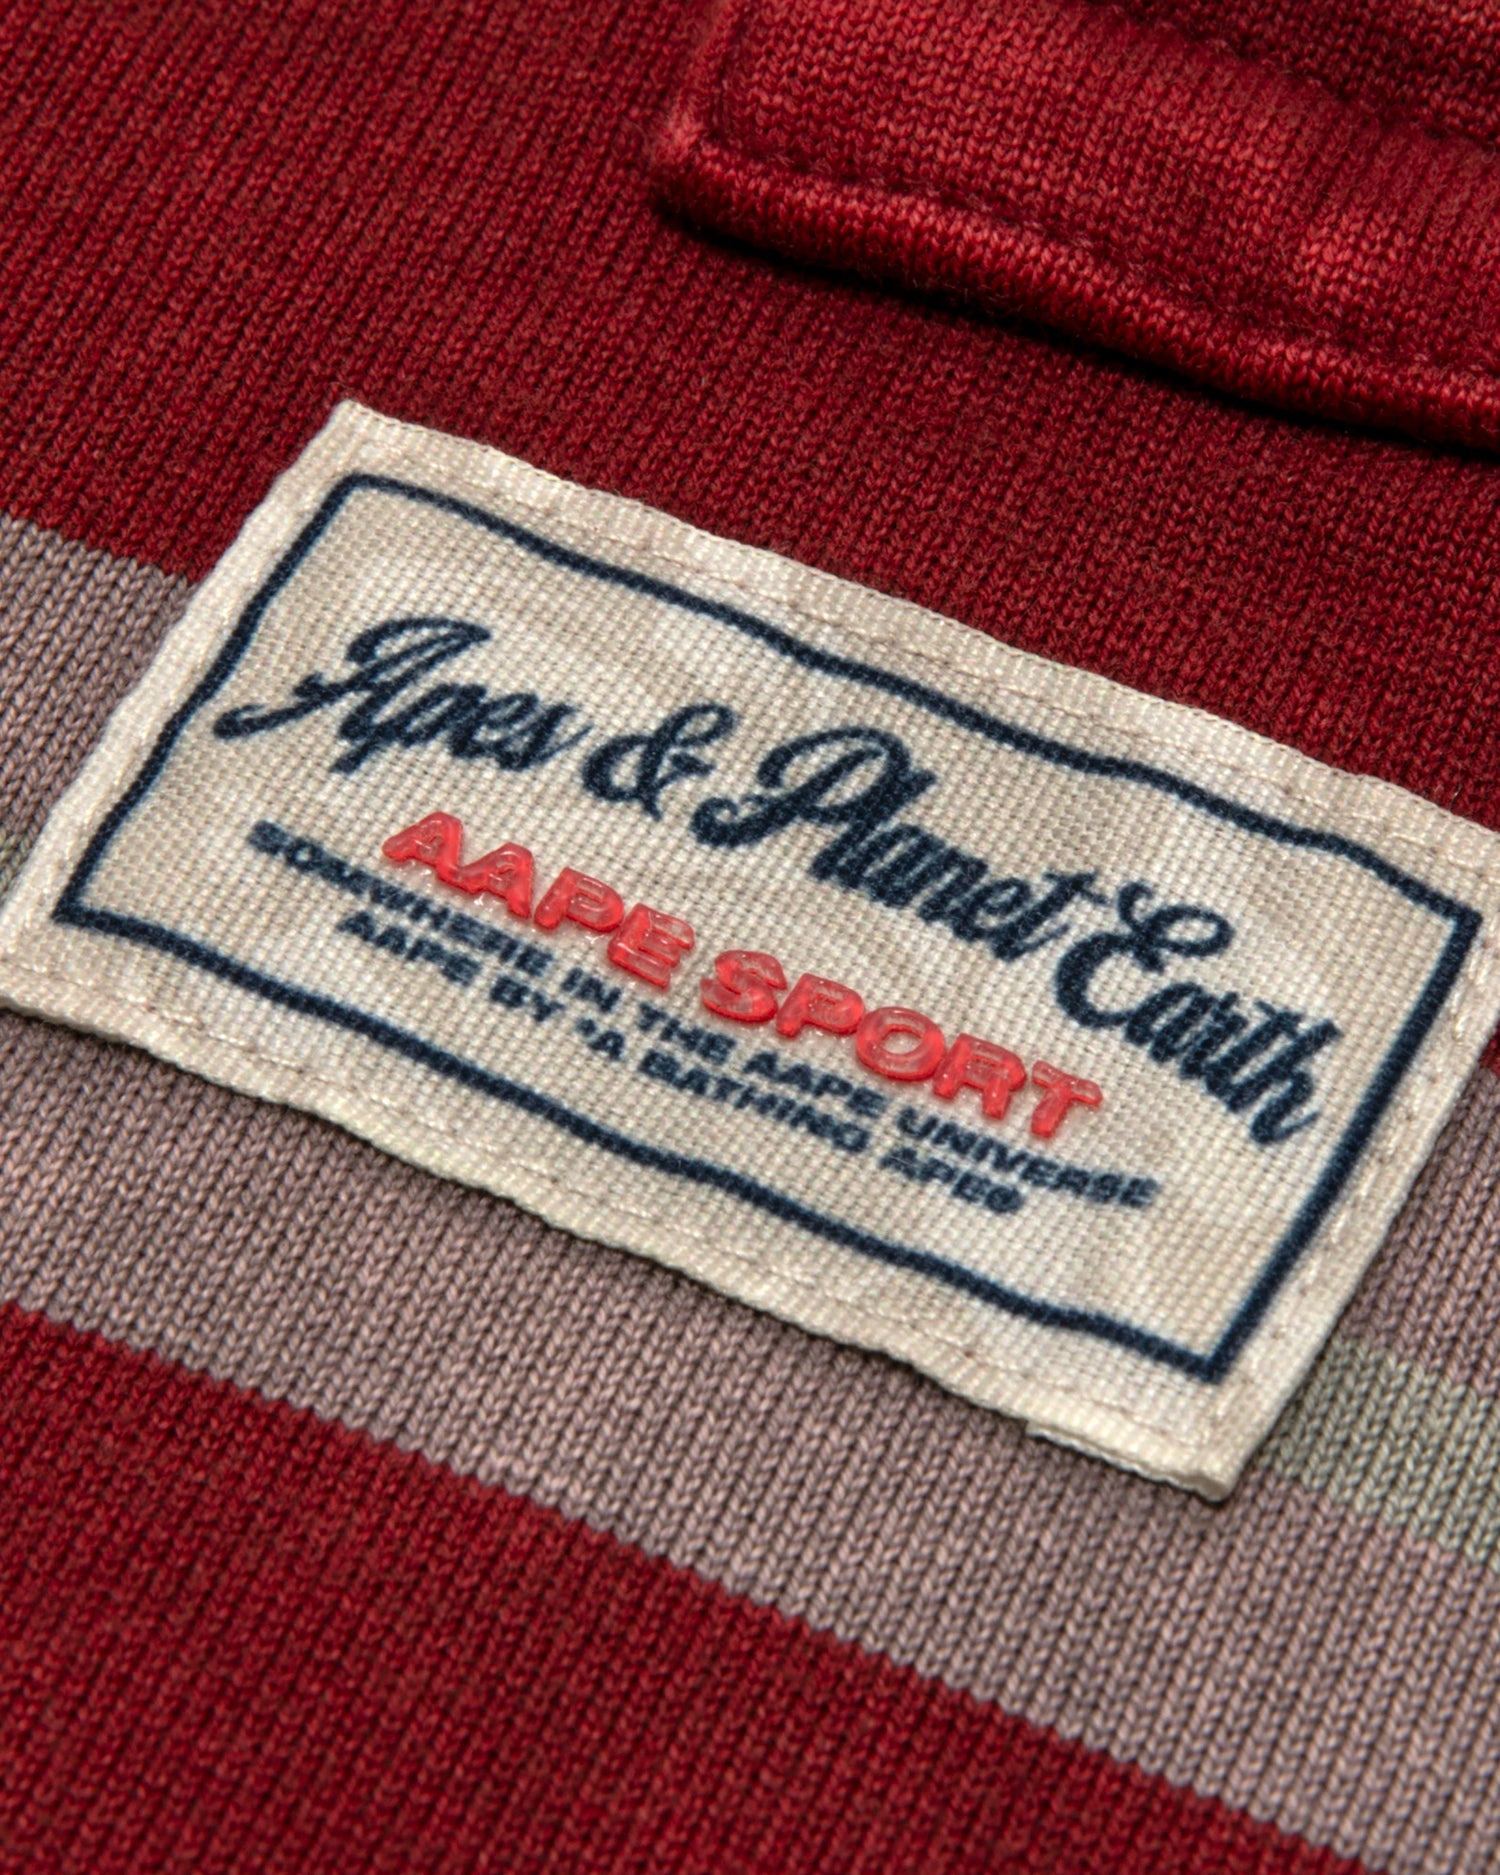 Apes & Planet Earth
AAPE SPORT
SOMEWHERE IN THE AAPE UNIVERSE
AAPE BY *A BATHING APE®